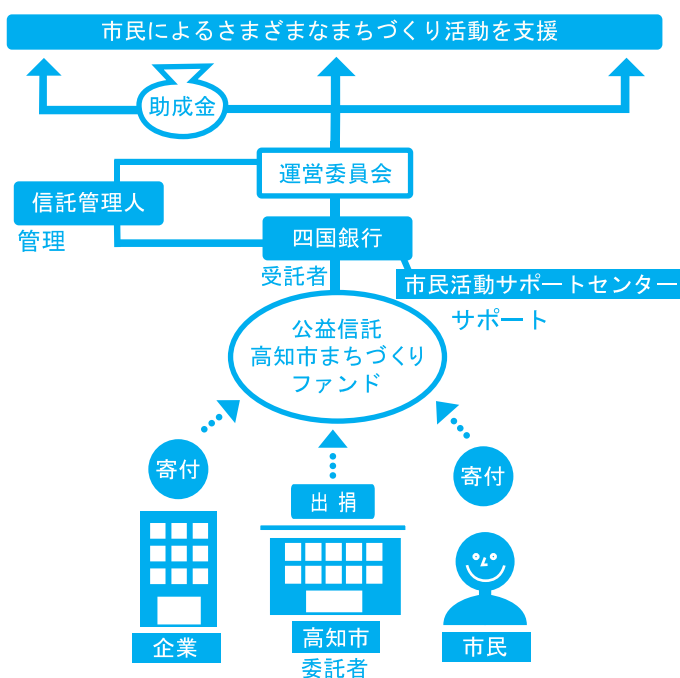 市民によるさまざまなまちづくり活動を支援
助成金
運営委員会
信託管理人
管理
四国銀行
受託者
市民活動サポートセンター
サポート
公益信託
高知市まちづくり
ファンド
寄付
寄付
出 捐
企業
高知市
委託者
市民